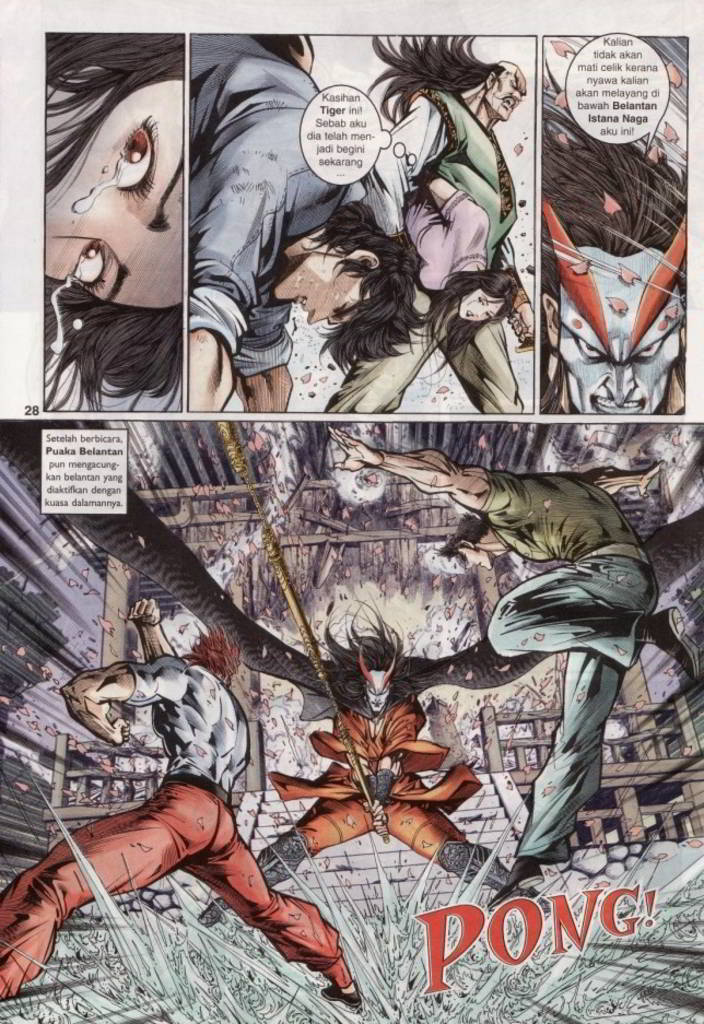 Kasihan
Tiger ini!
Sebab aku
dia telah men-
jadi begini
sekarang
...
Kalian
tidak akan
mati celik kerana
nyawa kalian
akan melayang di
bawah Belantan
Istana Naga
aku ini!
28
Setelah berbicara,
Puaka Belantan
pun mengacung-
kan belantan yang
diaktifkan dengan
kuasa dalamannya.
PONG!